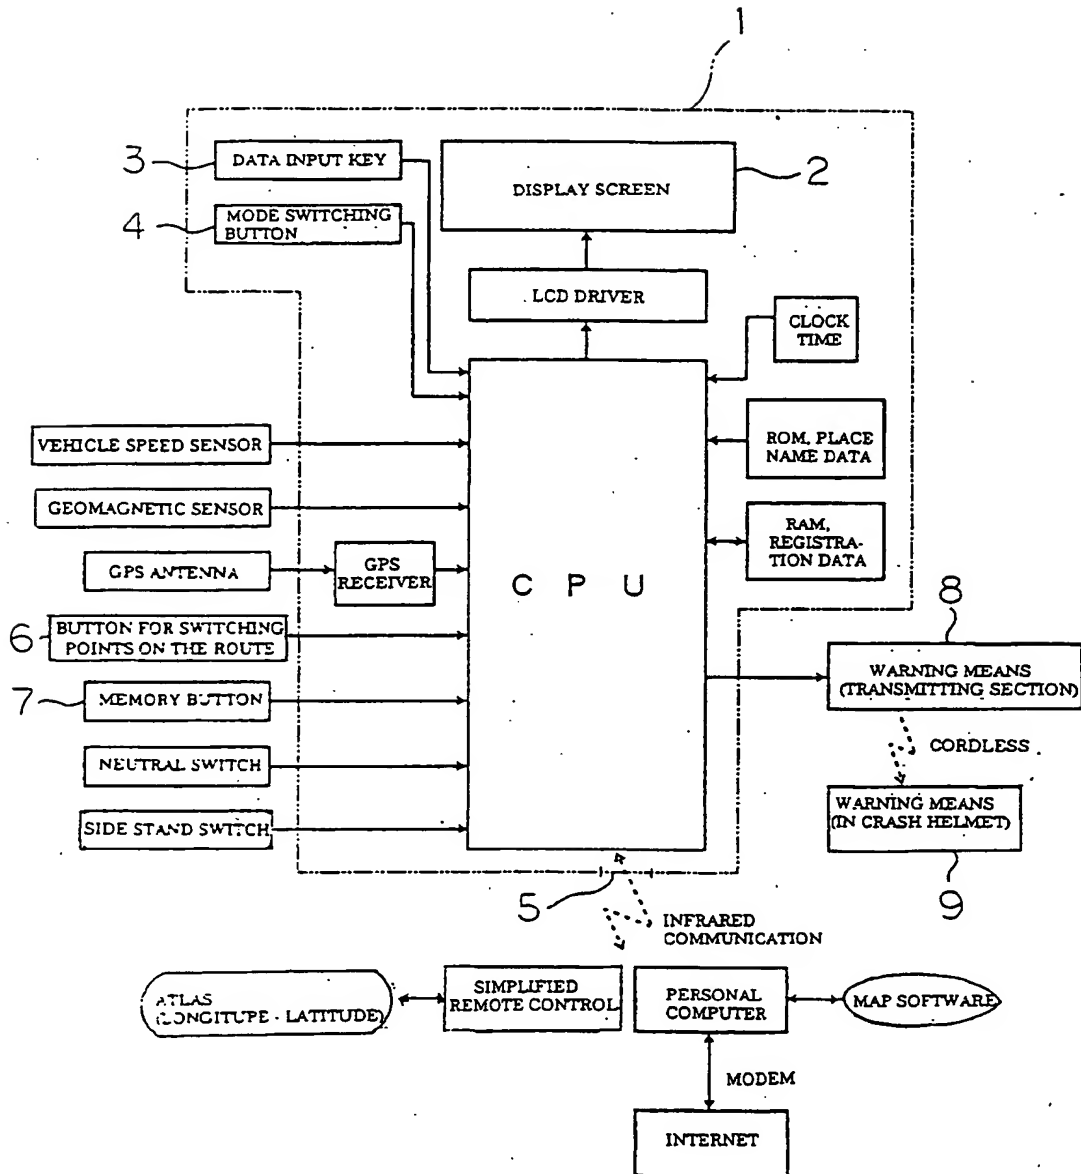 1
3
DATA INPUT KEY
DISPLAY SCREEN
2
4
MODE SWITCHING
BUTTON
LCD DRIVER
CLOCK
TIME
VEHICLE SPEED SENSOR
ROM, PLACE
NAME DATA
GEOMAGNETIC SENSOR
RAM,
REGISTRA-
TION DATA
GPS ANTENNA
GPS
RECEIVER
C P U
6
BUTTON FOR SWITCHING
POINTS ON THE ROUTE
8
WARNING MEANS
(TRANSMITTING SECTION)
7
MEMORY BUTTON
CORDLESS
NEUTRAL SWITCH
WARNING MEANS
(IN CRASH HELMET)
SIDE STAND SWITCH
9
5
INFRARED
COMMUNICATION
ATLAS
(LONGITUPE - LATITUDE)
SIMPLIFIED
REMOTE CONTROL
PERSONAL
COMPUTER
MAP SOFTWARE
MODEM
INTERNET